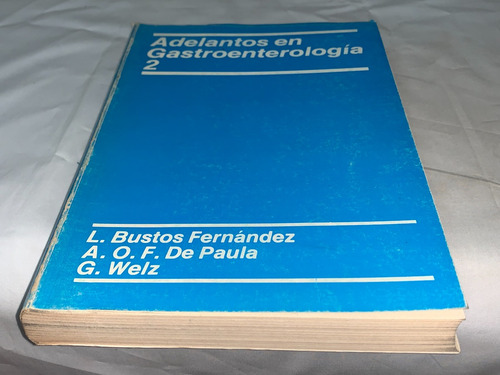 Adelantos en
Gastroenterología
2
L. Bustos Fernández
A. O. F. De Paula
G. Welz